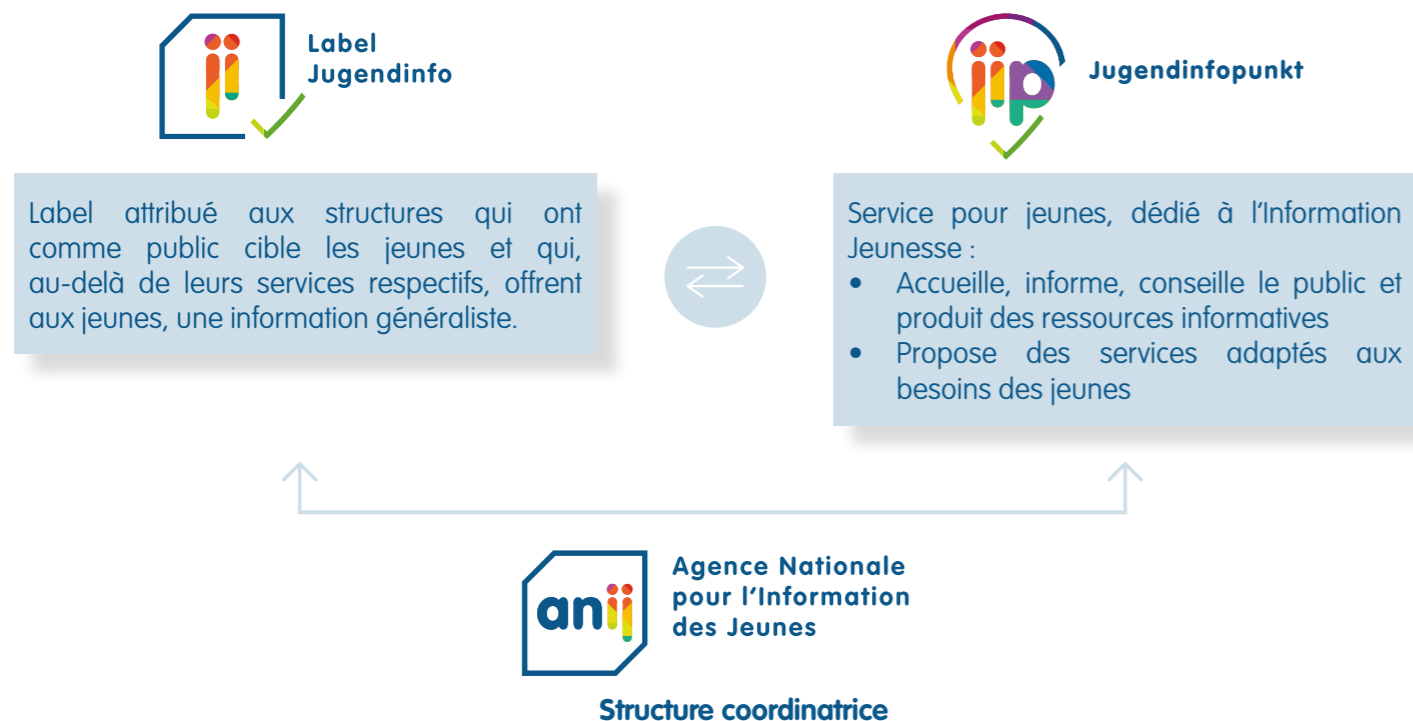 ji
Label
Jugendinfo
jip
Jugendinfopunkt
Label attribué aux structures qui ont
comme public cible les jeunes et qui,
au-delà de leurs services respectifs, offrent
aux jeunes, une information généraliste.
Service pour jeunes, dédié à l'Information
Jeunesse :
• Accueille, informe, conseille le public et
produit des ressources informatives
• Propose des services adaptés aux
besoins des jeunes
anij
Agence Nationale
pour l'Information
des Jeunes
Structure coordinatrice